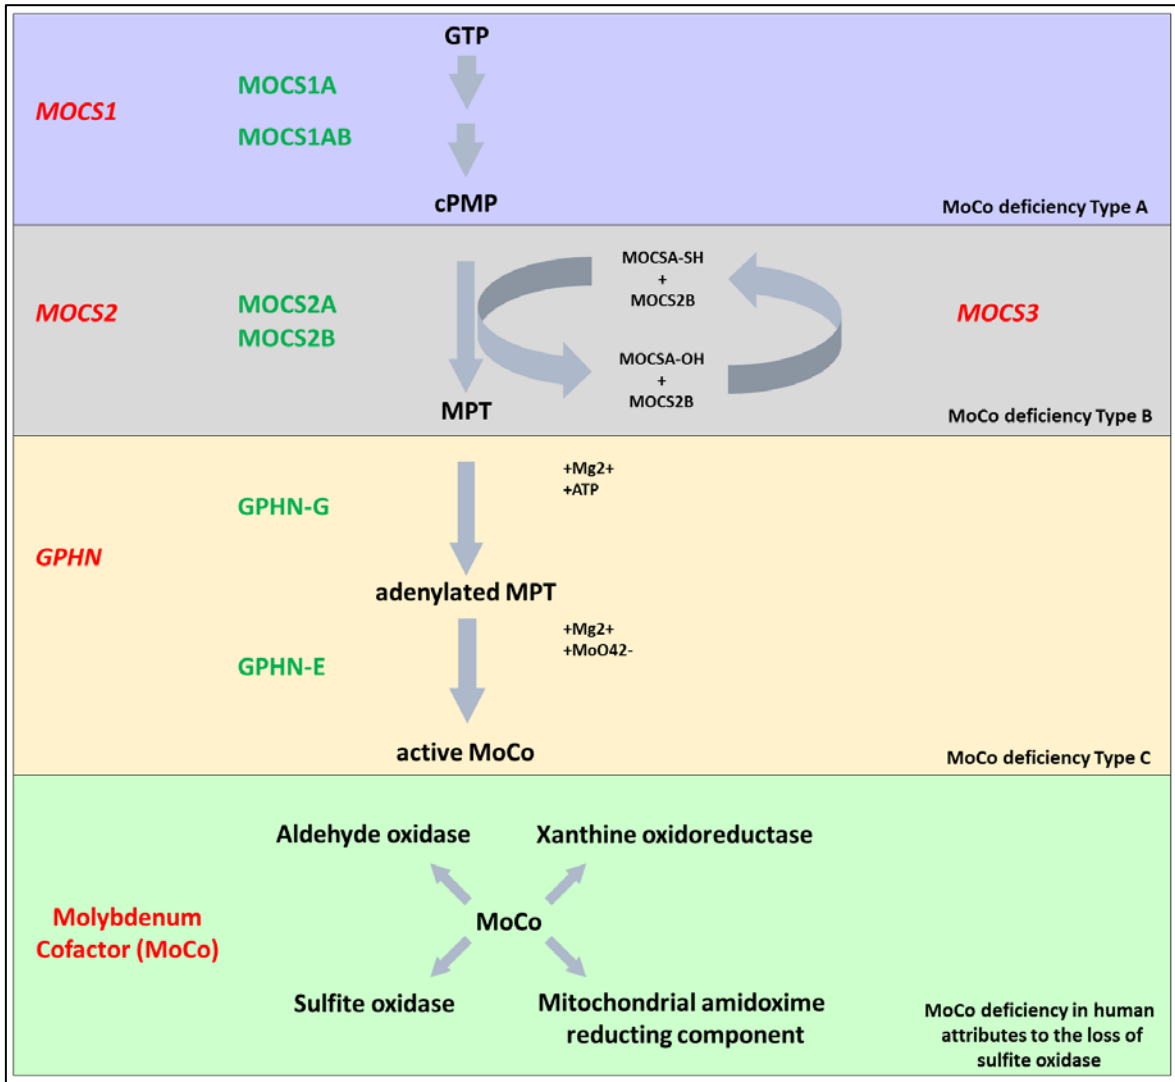 GTP
MOCS1A
MOCS1
MOCS1AB
cPMP
MoCo deficiency Type A
MOCSA-SH
+
MOCS2B
MOCS2
MOCS2A
MOCS2B
MOCS3
MOCSA-OH
+
MOCS2B
MPT
MoCo deficiency Type B
+Mg2+
+ATP
GPHN-G
GPHN
adenylated MPT
+Mg2+
+MoO42-
GPHN-E
active MoCo
MoCo deficiency Type C
Aldehyde oxidase
Xanthine oxidoreductase
Molybdenum
Cofactor (MoCo)
MoCo
Sulfite oxidase
Mitochondrial amidoxime
reducting component
MoCo deficiency in human
attributes to the loss of
sulfite oxidase